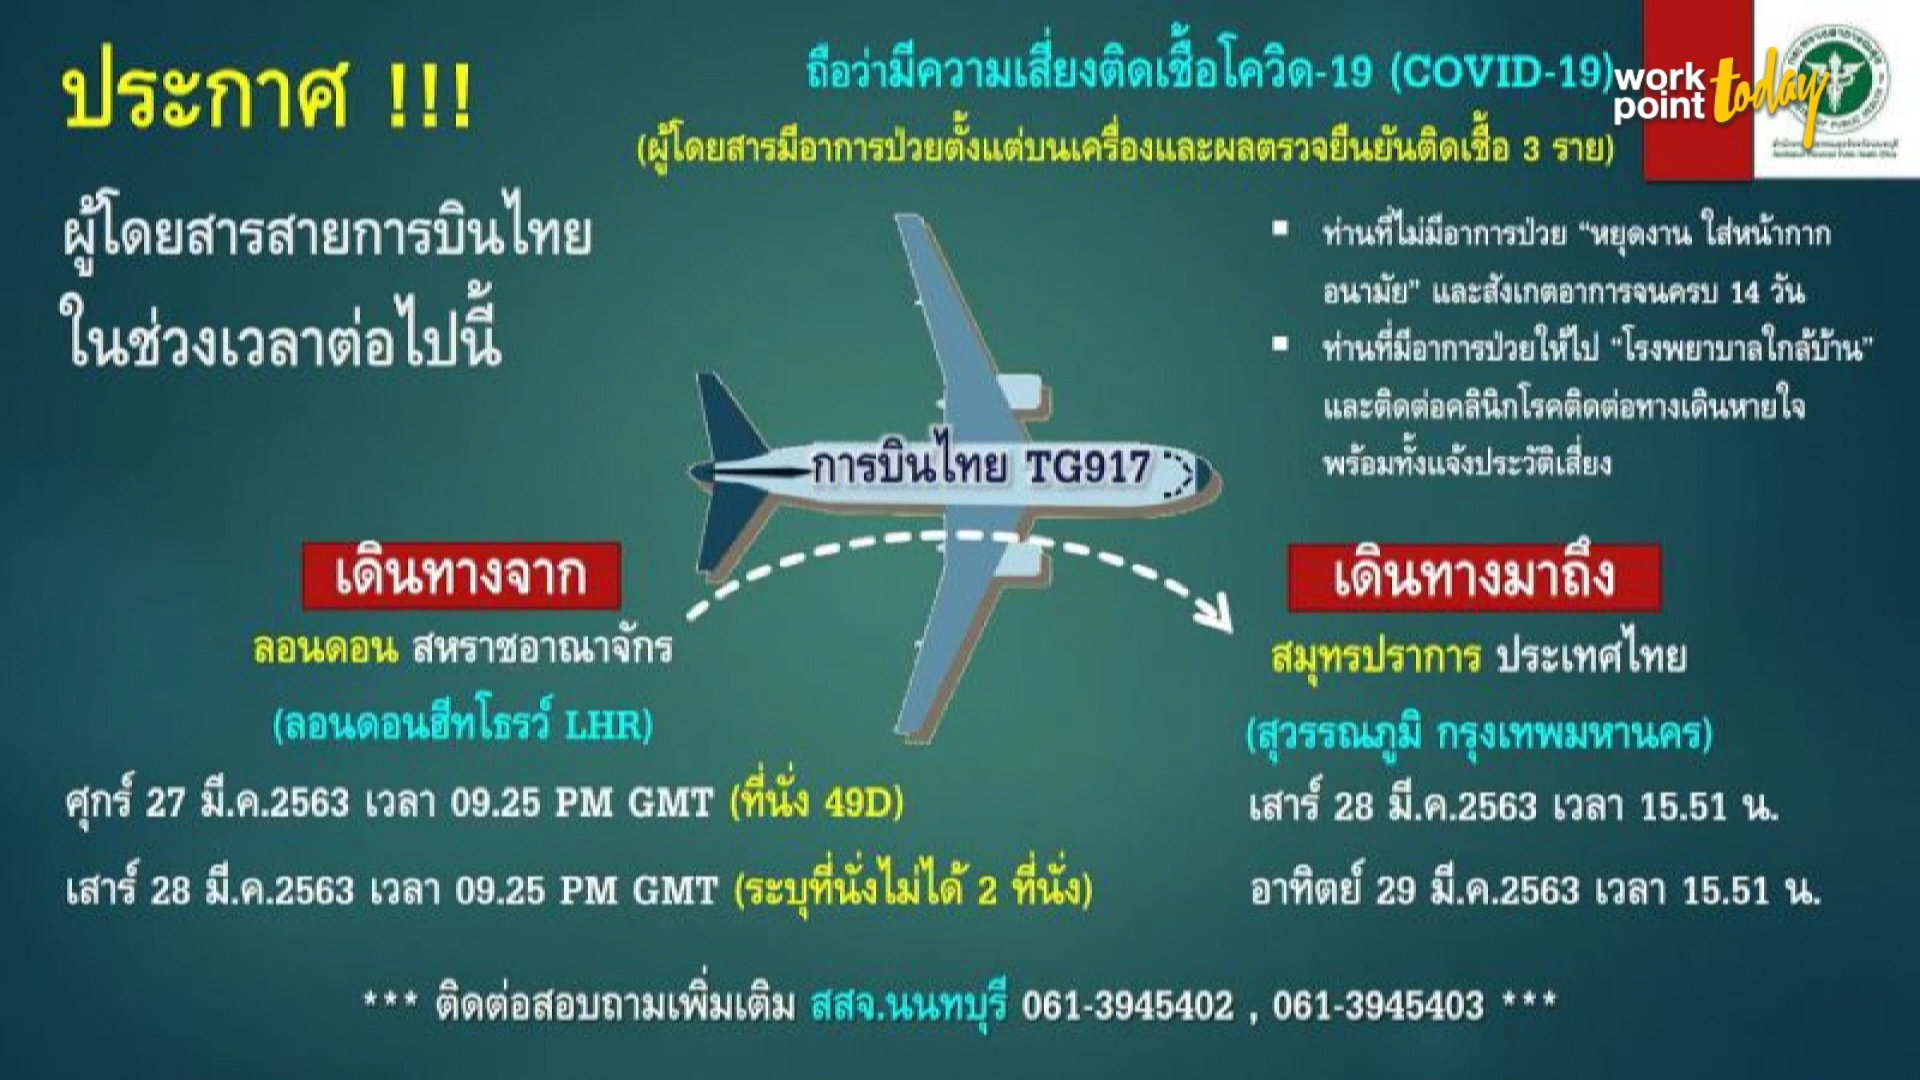 ประกาศ !!!
ถือว่ามีความเสี่ยงติดเชื้อโควิด-19 (COVID-19)
(ผู้โดยสารมีอาการป่วยตั้งแต่บนเครื่องและผลตรวจยืนยันติดเชื้อ 3 ราย)
work
point today
ผู้โดยสารสายการบินไทย
ในช่วงเวลาต่อไปนี้
▪ ท่านที่ไม่มีอาการป่วย “หยุดงาน ใส่หน้ากาก
อนามัย” และสังเกตอาการจนครบ 14 วัน
▪ ท่านที่มีอาการป่วยให้ไป “โรงพยาบาลใกล้บ้าน”
และติดต่อคลินิกโรคติดต่อทางเดินหายใจ
พร้อมทั้งแจ้งประวัติเสี่ยง
การบินไทย TG917
เดินทางจาก
ลอนดอน สหราชอาณาจักร
(ลอนดอนฮีทโธรว์ LHR)
ศุกร์ 27 มี.ค.2563 เวลา 09.25 PM GMT (ที่นั่ง 49D)
เสาร์ 28 มี.ค.2563 เวลา 09.25 PM GMT (ระบุที่นั่งไม่ได้ 2 ที่นั่ง)
เดินทางมาถึง
สมุทรปราการ ประเทศไทย
(สุวรรณภูมิ กรุงเทพมหานคร)
เสาร์ 28 มี.ค.2563 เวลา 15.51 น.
อาทิตย์ 29 มี.ค.2563 เวลา 15.51 น.
*** ติดต่อสอบถามเพิ่มเติม สสจ.นนทบุรี 061-3945402 , 061-3945403 ***